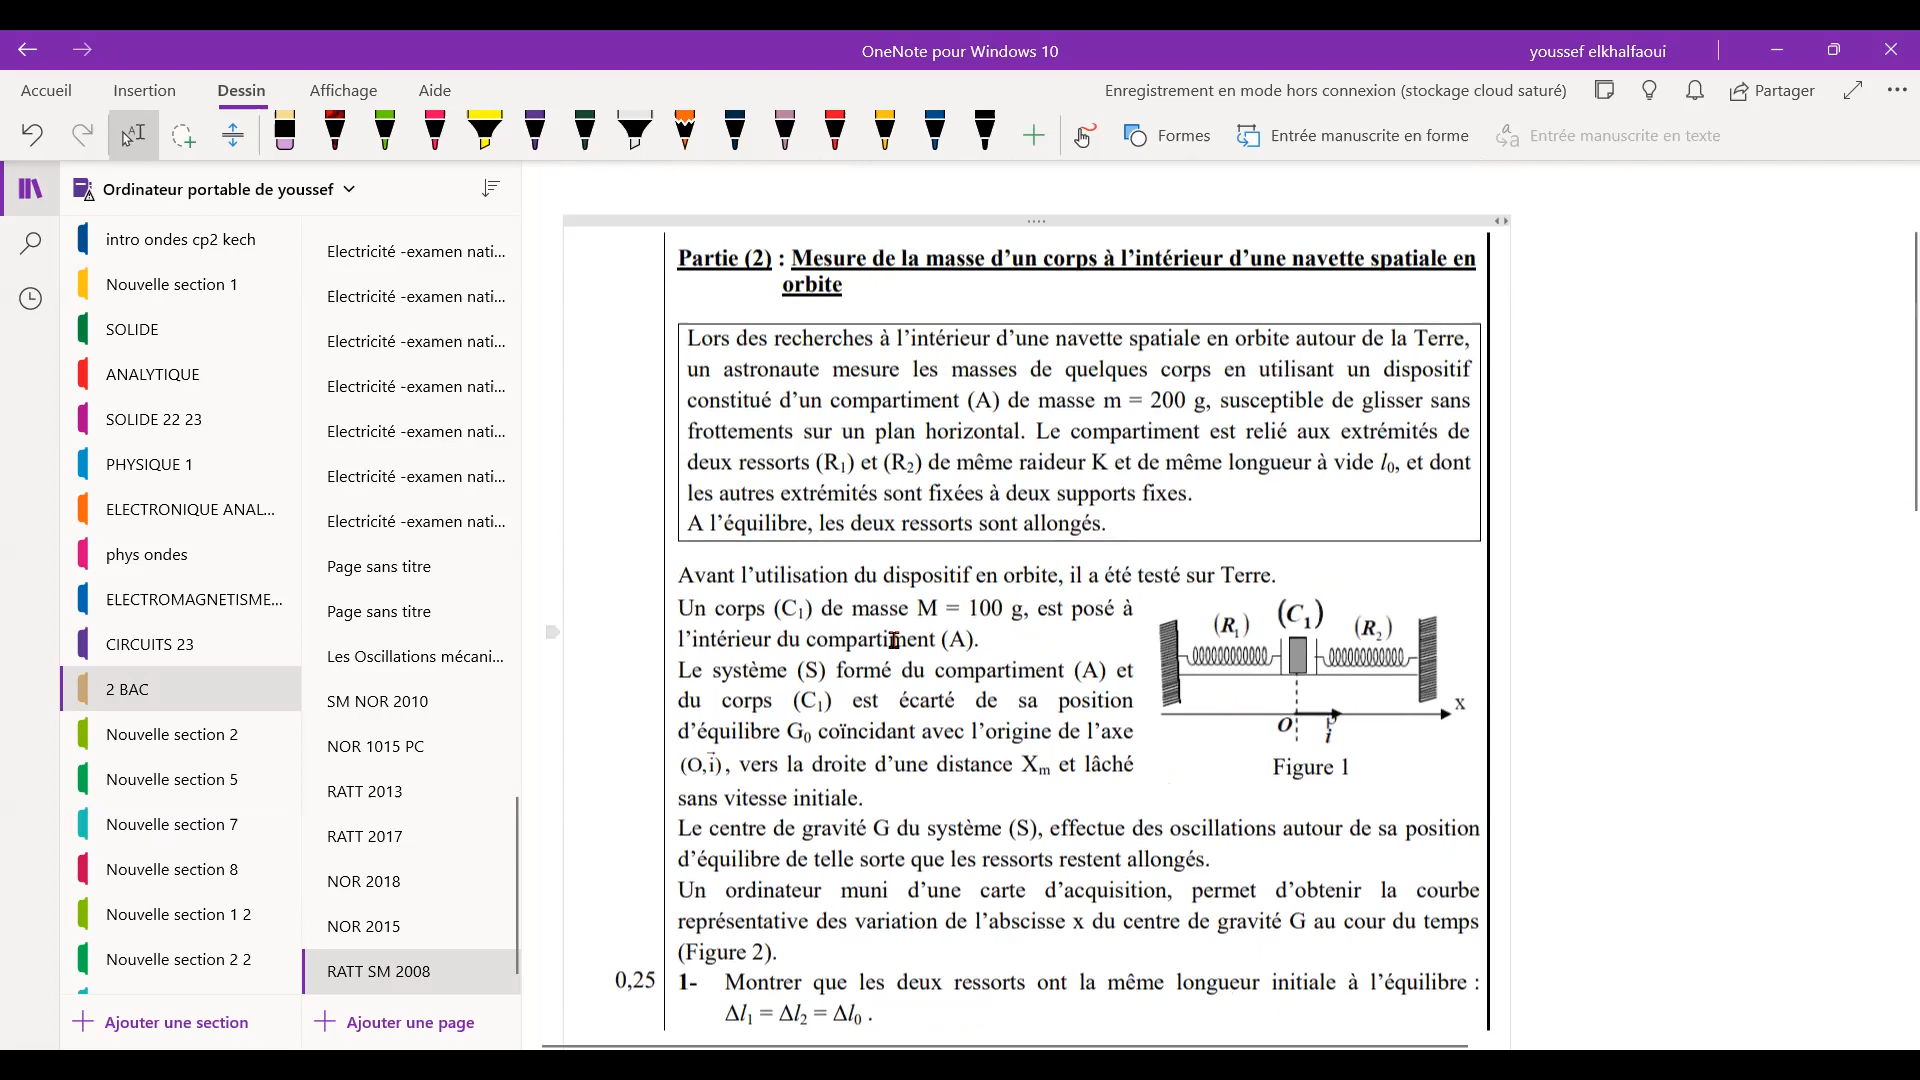 OneNote pour Windows 10
youssef elkhalfaoui
Accueil
Insertion
Dessin
Affichage
Aide
Enregistrement en mode hors connexion (stockage cloud saturé)
Partager
Formes
Entrée manuscrite en forme
Entrée manuscrite en texte
Ordinateur portable de youssef
intro ondes cp2 kech
Nouvelle section 1
SOLIDE
ANALYTIQUE
SOLIDE 22 23
PHYSIQUE 1
ELECTRONIQUE ANAL...
phys ondes
ELECTROMAGNETISME...
CIRCUITS 23
2 BAC
Nouvelle section 2
Nouvelle section 5
Nouvelle section 7
Nouvelle section 8
Nouvelle section 1 2
Nouvelle section 2 2
Ajouter une section
Electricité -examen nati...
Electricité -examen nati...
Electricité -examen nati...
Electricité -examen nati...
Electricité -examen nati...
Electricité -examen nati...
Electricité -examen nati...
Page sans titre
Page sans titre
Les Oscillations mécani...
SM NOR 2010
NOR 1015 PC
RATT 2013
RATT 2017
NOR 2018
NOR 2015
RATT SM 2008
Ajouter une page
Partie (2) : Mesure de la masse d'un corps à l'intérieur d'une navette spatiale en
orbite
Lors des recherches à l'intérieur d'une navette spatiale en orbite autour de la Terre,
un astronaute mesure les masses de quelques corps en utilisant un dispositif
constitué d'un compartiment (A) de masse m = 200 g, susceptible de glisser sans
frottements sur un plan horizontal. Le compartiment est relié aux extrémités de
deux ressorts (R₁) et (R₂) de même raideur K et de même longueur à vide l₀, et dont
les autres extrémités sont fixées à deux supports fixes.
A l'équilibre, les deux ressorts sont allongés.
Avant l'utilisation du dispositif en orbite, il a été testé sur Terre.
Un corps (C₁) de masse M = 100 g, est posé à
l'intérieur du compartiment (A).
Le système (S) formé du compartiment (A) et
du corps (C₁) est écarté de sa position
d'équilibre G₀ coïncidant avec l'origine de l'axe
(O,i⃗), vers la droite d'une distance Xₘ et lâché
sans vitesse initiale.
(R₁)
(C₁)
(R₂)
x
O
i
Figure 1
Le centre de gravité G du système (S), effectue des oscillations autour de sa position
d'équilibre de telle sorte que les ressorts restent allongés.
Un ordinateur muni d'une carte d'acquisition, permet d'obtenir la courbe
représentative des variation de l'abscisse x du centre de gravité G au cour du temps
(Figure 2).
0,25 1- Montrer que les deux ressorts ont la même longueur initiale à l'équilibre :
Δl₁ = Δl₂ = Δl₀ .